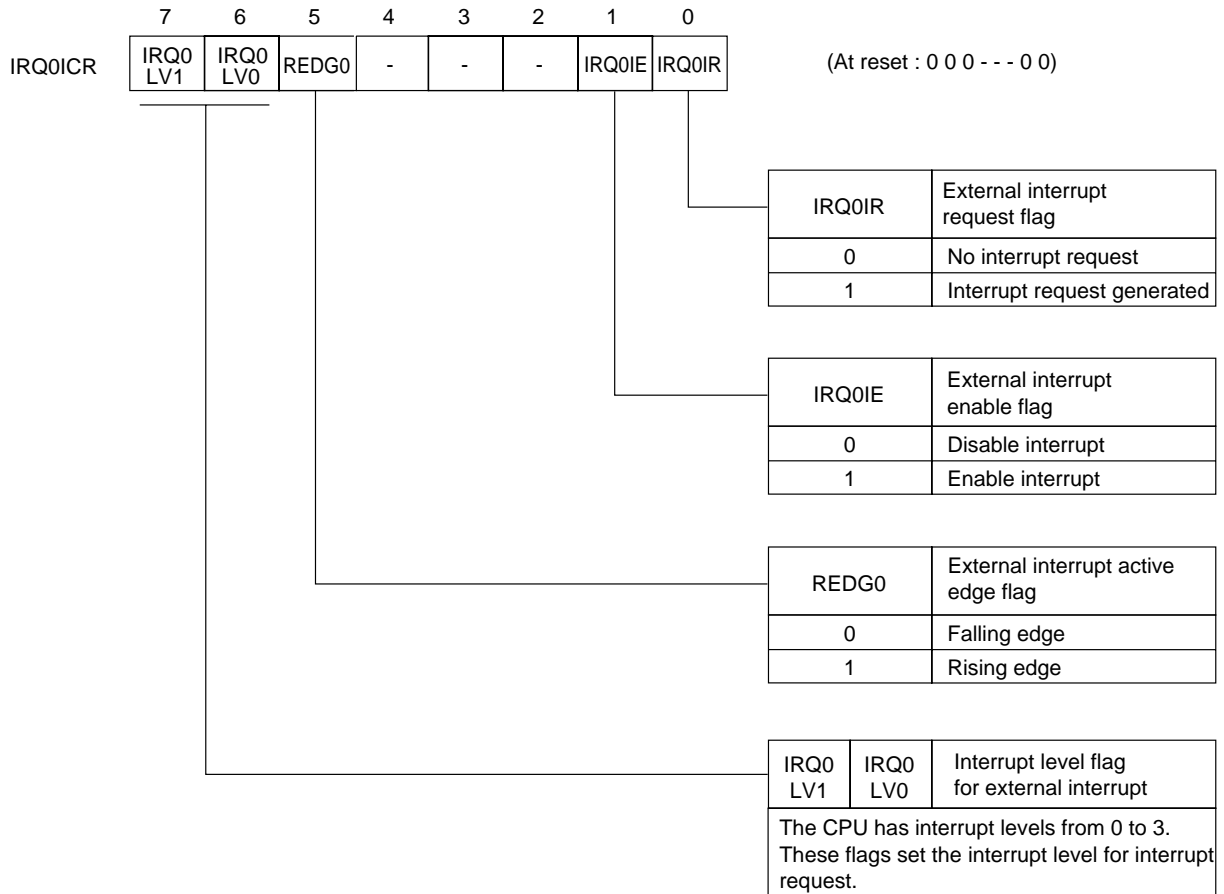 7 6 5 4 3 2 1 0
IRQ0ICR
IRQ0 LV1
IRQ0 LV0
REDG0
-
-
-
IRQ0IE
IRQ0IR
(At reset : 0 0 0 - - - 0 0)
IRQ0IR
External interrupt
request flag
0 No interrupt request
1 Interrupt request generated
IRQ0IE
External interrupt
enable flag
0 Disable interrupt
1 Enable interrupt
REDG0
External interrupt active
edge flag
0 Falling edge
1 Rising edge
IRQ0 LV1
IRQ0 LV0
Interrupt level flag
for external interrupt
The CPU has interrupt levels from 0 to 3.
These flags set the interrupt level for interrupt
request.